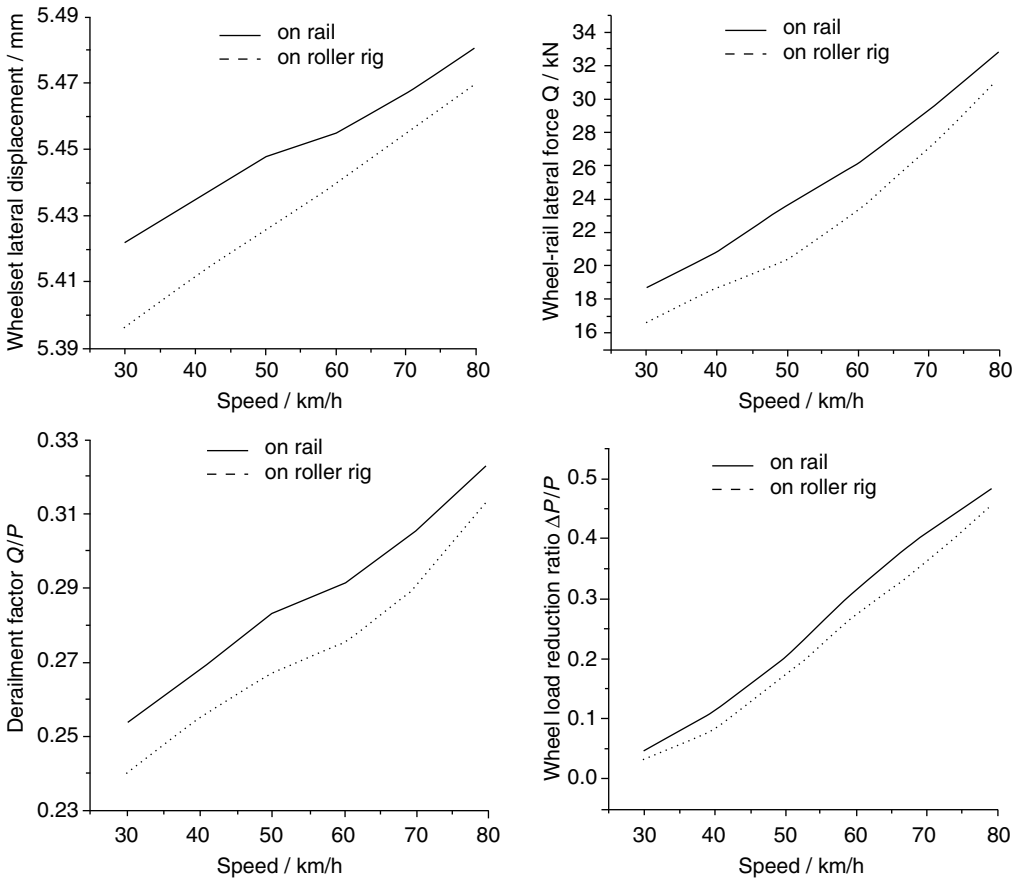 Wheelset lateral displacement / mm
5.49
5.47
5.45
5.43
5.41
5.39
on rail
on roller rig
30 40 50 60 70 80
Speed / km/h
Wheel-rail lateral force Q / kN
34
32
30
28
26
24
22
20
18
16
on rail
on roller rig
30 40 50 60 70 80
Speed / km/h
Derailment factor Q/P
0.33
0.31
0.29
0.27
0.25
0.23
on rail
on roller rig
30 40 50 60 70 80
Speed / km/h
Wheel load reduction ratio ΔP/P
0.5
0.4
0.3
0.2
0.1
0.0
on rail
on roller rig
30 40 50 60 70 80
Speed / km/h